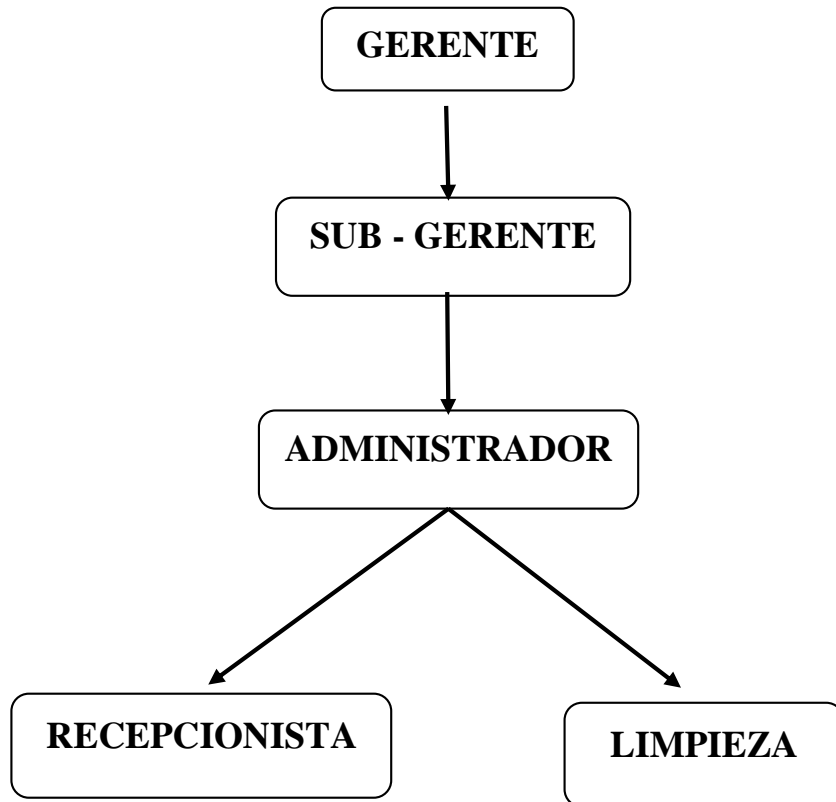 GERENTE
SUB - GERENTE
ADMINISTRADOR
RECEPCIONISTA
LIMPIEZA